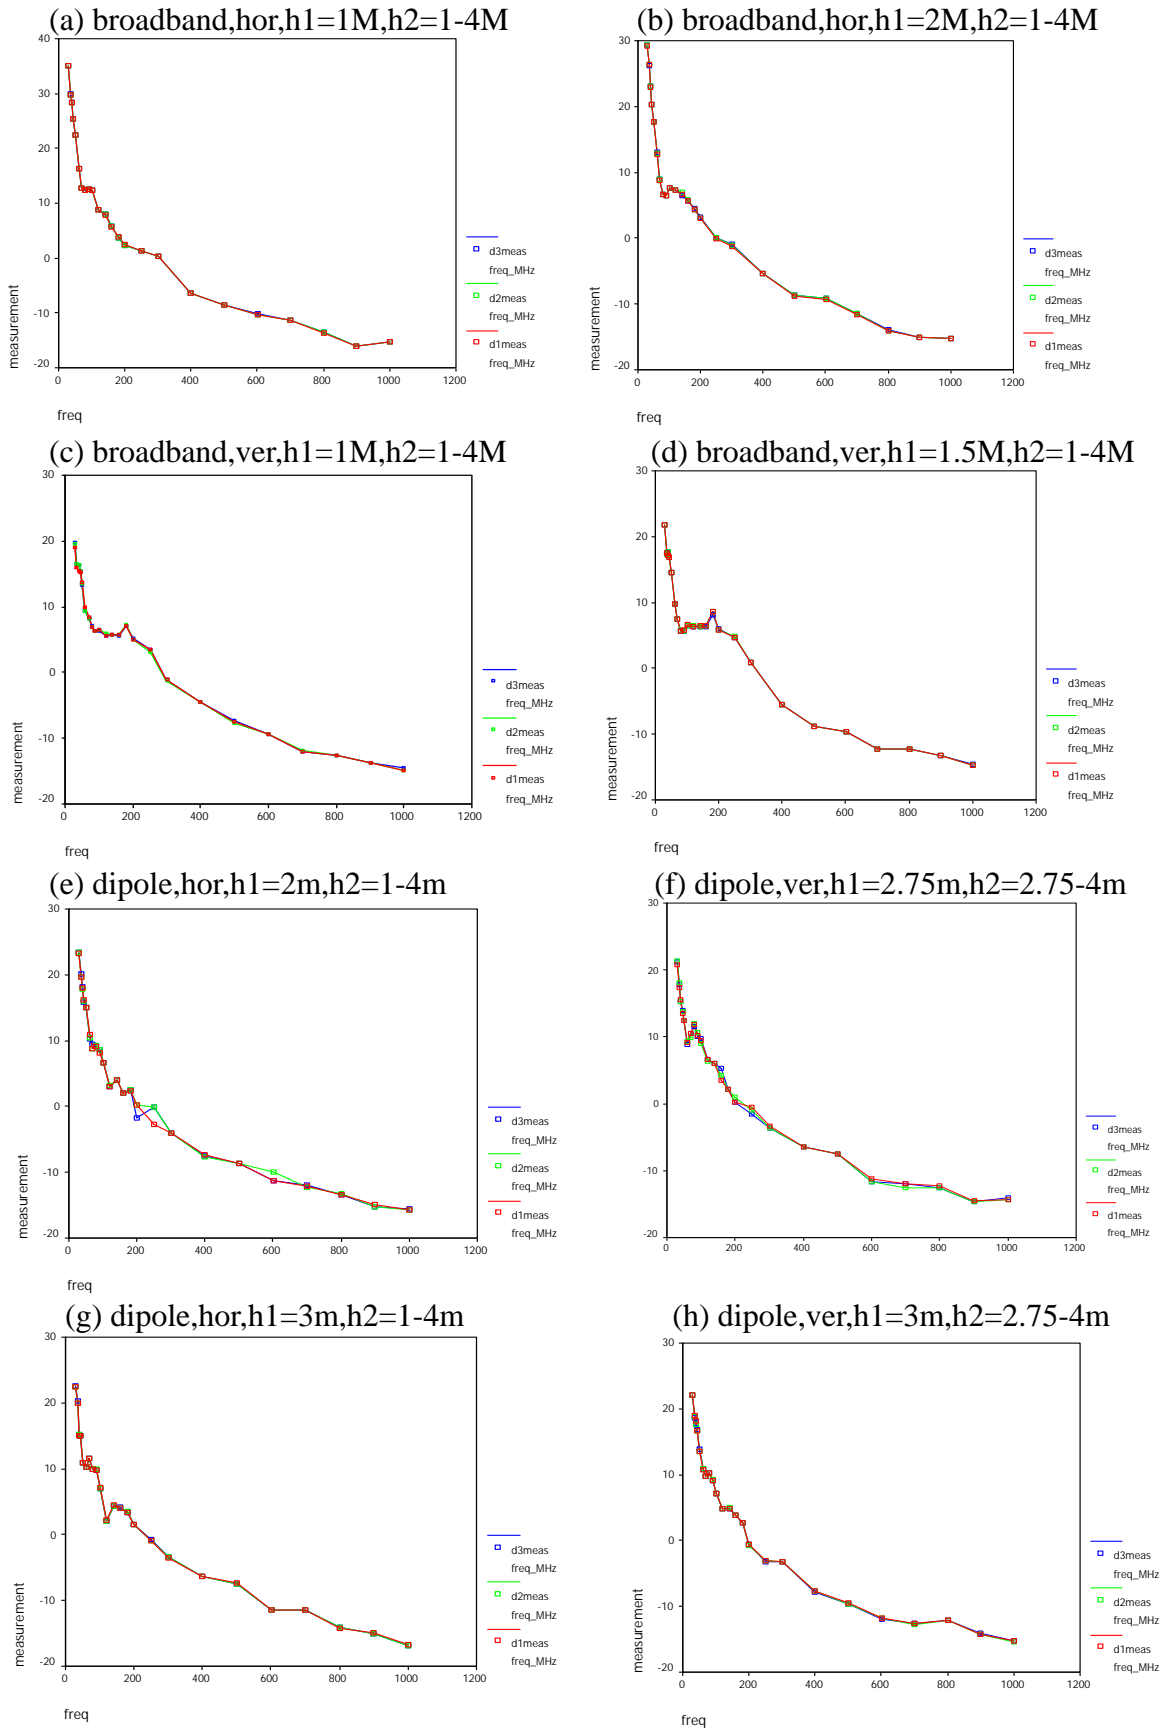 (a) broadband,hor,h1=1M,h2=1-4M
40
30
20
10
0
-10
-20
0
200
400
600
800
1000
1200
measurement
freq
d3meas
freq_MHz
d2meas
freq_MHz
d1meas
freq_MHz
(b) broadband,hor,h1=2M,h2=1-4M
30
20
10
0
-10
-20
0
200
400
600
800
1000
1200
measurement
freq
d3meas
freq_MHz
d2meas
freq_MHz
d1meas
freq_MHz
(c) broadband,ver,h1=1M,h2=1-4M
30
20
10
0
-10
-20
0
200
400
600
800
1000
1200
measurement
freq
d3meas
freq_MHz
d2meas
freq_MHz
d1meas
freq_MHz
(d) broadband,ver,h1=1.5M,h2=1-4M
30
20
10
0
-10
-20
0
200
400
600
800
1000
1200
measurement
freq
d3meas
freq_MHz
d2meas
freq_MHz
d1meas
freq_MHz
(e) dipole,hor,h1=2m,h2=1-4m
30
20
10
0
-10
-20
0
200
400
600
800
1000
1200
measurement
freq
d3meas
freq_MHz
d2meas
freq_MHz
d1meas
freq_MHz
(f) dipole,ver,h1=2.75m,h2=2.75-4m
30
20
10
0
-10
-20
0
200
400
600
800
1000
1200
measurement
freq
d3meas
freq_MHz
d2meas
freq_MHz
d1meas
freq_MHz
(g) dipole,hor,h1=3m,h2=1-4m
30
20
10
0
-10
-20
0
200
400
600
800
1000
1200
measurement
freq
d3meas
freq_MHz
d2meas
freq_MHz
d1meas
freq_MHz
(h) dipole,ver,h1=3m,h2=2.75-4m
30
20
10
0
-10
-20
0
200
400
600
800
1000
1200
measurement
freq
d3meas
freq_MHz
d2meas
freq_MHz
d1meas
freq_MHz